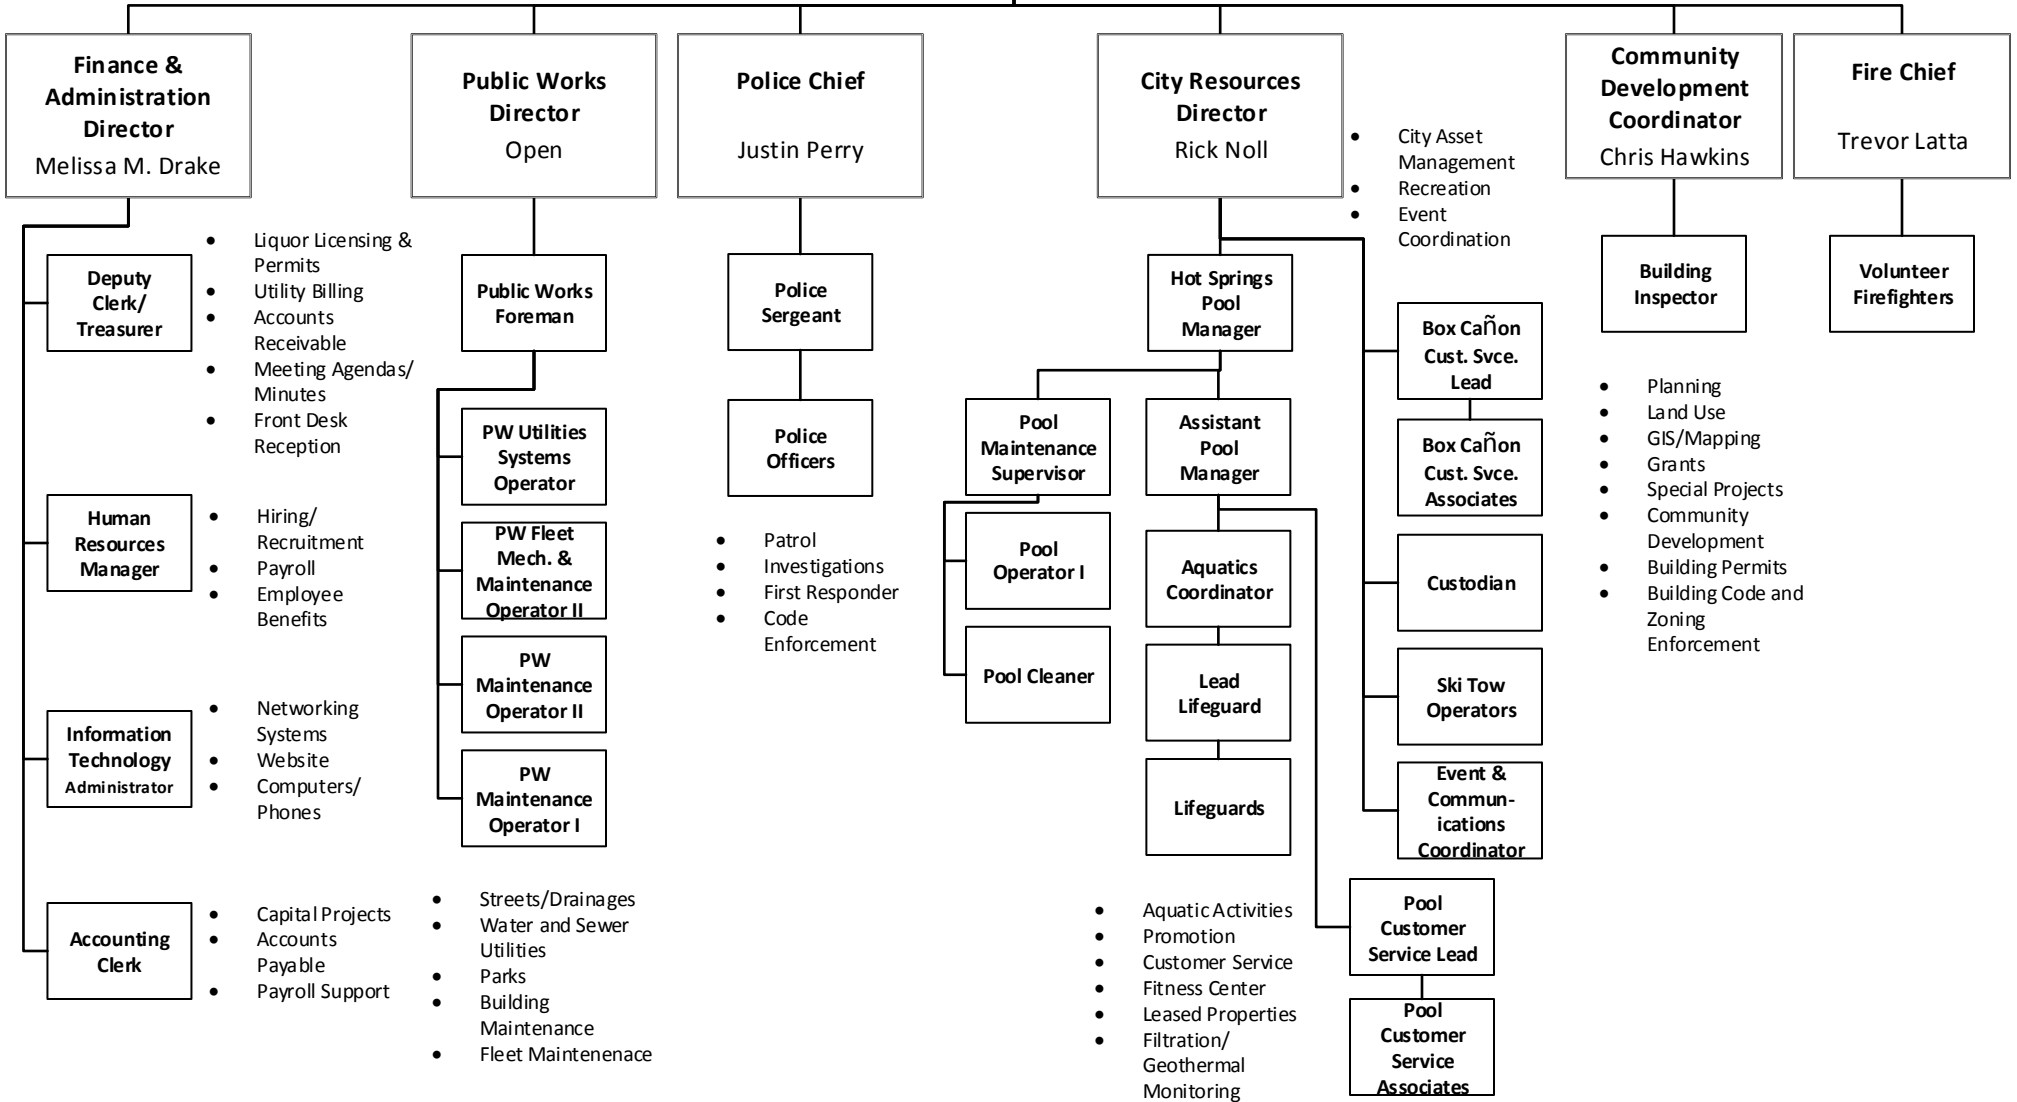 Finance &
Administration
Director
Melissa M. Drake
Deputy
Clerk/
Treasurer
• Liquor Licensing &
Permits
• Utility Billing
• Accounts
Receivable
• Meeting Agendas/
Minutes
• Front Desk
Reception
Human
Resources
Manager
• Hiring/
Recruitment
• Payroll
• Employee
Benefits
Information
Technology
Administrator
• Networking
Systems
• Website
• Computers/
Phones
Accounting
Clerk
• Capital Projects
• Accounts
Payable
• Payroll Support
Public Works
Director
Open
Public Works
Foreman
PW Utilities
Systems
Operator
PW Fleet
Mech. &
Maintenance
Operator II
PW
Maintenance
Operator II
PW
Maintenance
Operator I
• Streets/Drainages
• Water and Sewer
Utilities
• Parks
• Building
Maintenance
• Fleet Maintenenace
Police Chief
Justin Perry
Police
Sergeant
Police
Officers
• Patrol
• Investigations
• First Responder
• Code
Enforcement
City Resources
Director
Rick Noll
• City Asset
Management
• Recreation
• Event
Coordination
Hot Springs
Pool
Manager
Pool
Maintenance
Supervisor
Pool
Operator I
Pool Cleaner
Assistant
Pool
Manager
Aquatics
Coordinator
Lead
Lifeguard
Lifeguards
• Aquatic Activities
• Promotion
• Customer Service
• Fitness Center
• Leased Properties
• Filtration/
Geothermal
Monitoring
Pool
Customer
Service Lead
Pool
Customer
Service
Associates
Box Cañon
Cust. Svce.
Lead
Box Cañon
Cust. Svce.
Associates
Custodian
Ski Tow
Operators
Event &
Commun-
ications
Coordinator
Community
Development
Coordinator
Chris Hawkins
Building
Inspector
• Planning
• Land Use
• GIS/Mapping
• Grants
• Special Projects
• Community
Development
• Building Permits
• Building Code and
Zoning
Enforcement
Fire Chief
Trevor Latta
Volunteer
Firefighters